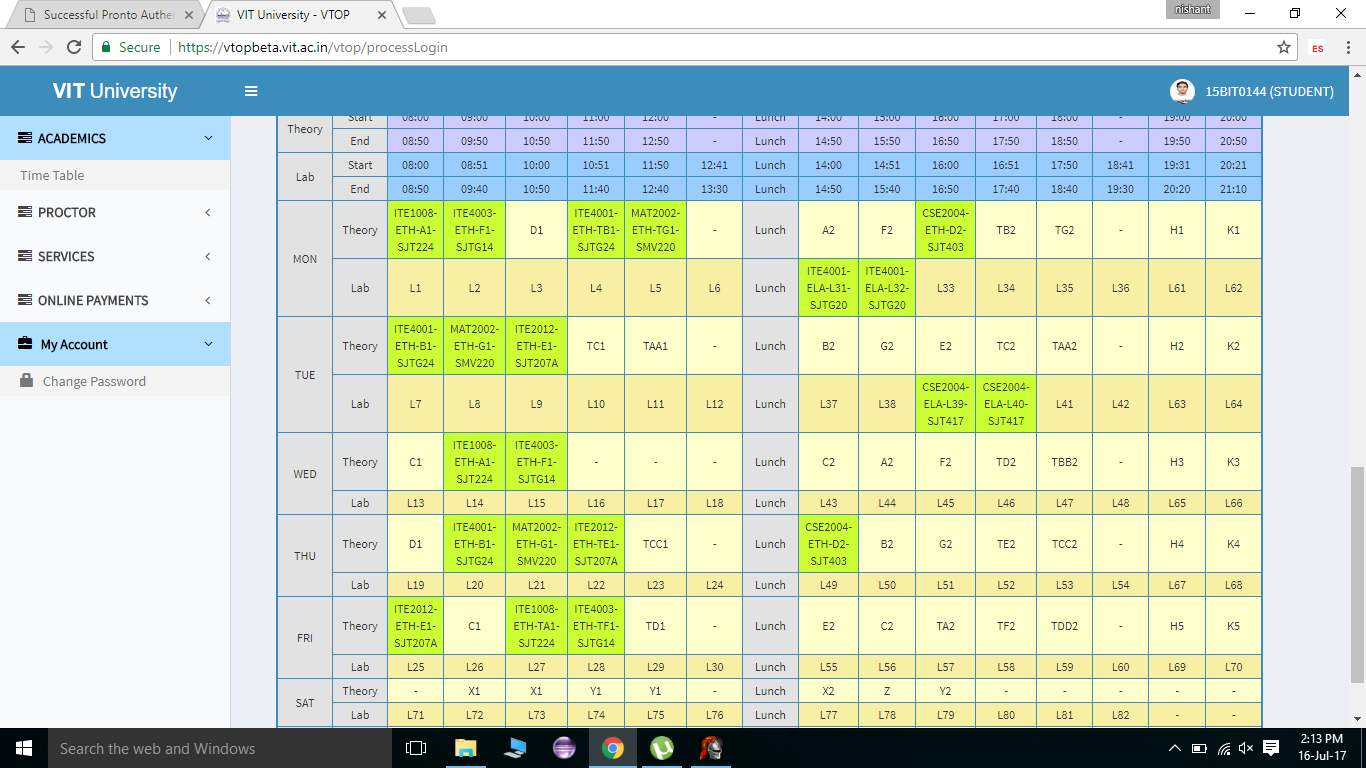 Successful Pronto Authen
VIT University - VTOP
nishant
Secure
https://vtopbeta.vit.ac.in/vtop/processLogin
ES
VIT University
15BIT0144 (STUDENT)
ACADEMICS
Time Table
PROCTOR
SERVICES
ONLINE PAYMENTS
My Account
Change Password
Theory Start 08:00 09:00 10:00 11:00 12:00 - Lunch 14:00 15:00 16:00 17:00 18:00 - 19:00 20:00
End 08:50 09:50 10:50 11:50 12:50 - Lunch 14:50 15:50 16:50 17:50 18:50 - 19:50 20:50
Lab Start 08:00 08:51 10:00 10:51 11:50 12:41 Lunch 14:00 14:51 16:00 16:51 17:50 18:41 19:31 20:21
End 08:50 09:40 10:50 11:40 12:40 13:30 Lunch 14:50 15:40 16:50 17:40 18:40 19:30 20:20 21:10
MON Theory ITE1008-ETH-A1-SJT224 ITE4003-ETH-F1-SJTG14 D1 ITE4001-ETH-TB1-SJTG24 MAT2002-ETH-TG1-SMV220 - Lunch A2 F2 CSE2004-ETH-D2-SJT403 TB2 TG2 - H1 K1
Lab L1 L2 L3 L4 L5 L6 Lunch ITE4001-ELA-L31-SJTG20 ITE4001-ELA-L32-SJTG20 L33 L34 L35 L36 L61 L62
TUE Theory ITE4001-ETH-B1-SJTG24 MAT2002-ETH-G1-SMV220 ITE2012-ETH-E1-SJT207A TC1 TAA1 - Lunch B2 G2 E2 TC2 TAA2 - H2 K2
Lab L7 L8 L9 L10 L11 L12 Lunch L37 L38 CSE2004-ELA-L39-SJT417 CSE2004-ELA-L40-SJT417 L41 L42 L63 L64
WED Theory C1 ITE1008-ETH-A1-SJT224 ITE4003-ETH-F1-SJTG14 - - - Lunch C2 A2 F2 TD2 TBB2 - H3 K3
Lab L13 L14 L15 L16 L17 L18 Lunch L43 L44 L45 L46 L47 L48 L65 L66
THU Theory D1 ITE4001-ETH-B1-SJTG24 MAT2002-ETH-G1-SMV220 ITE2012-ETH-TE1-SJT207A TCC1 - Lunch CSE2004-ETH-D2-SJT403 B2 G2 TE2 TCC2 - H4 K4
Lab L19 L20 L21 L22 L23 L24 Lunch L49 L50 L51 L52 L53 L54 L67 L68
FRI Theory ITE2012-ETH-E1-SJT207A C1 ITE1008-ETH-TA1-SJT224 ITE4003-ETH-TF1-SJTG14 TD1 - Lunch E2 C2 TA2 TF2 TDD2 - H5 K5
Lab L25 L26 L27 L28 L29 L30 Lunch L55 L56 L57 L58 L59 L60 L69 L70
SAT Theory - X1 X1 Y1 Y1 - Lunch X2 Z Y2 - - - - -
Lab L71 L72 L73 L74 L75 L76 Lunch L77 L78 L79 L80 L81 L82 - -
Search the web and Windows
2:13 PM
16-Jul-17